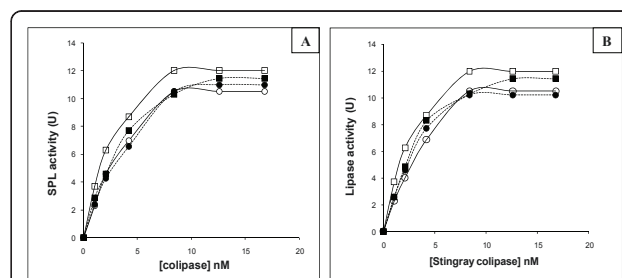 A
14
12
10
8
6
4
2
0
0 5 10 15 20
SPL activity (U)
[colipase] nM
B
14
12
10
8
6
4
2
0
0 5 10 15 20
Lipase activity (U)
[Stingray colipase] nM